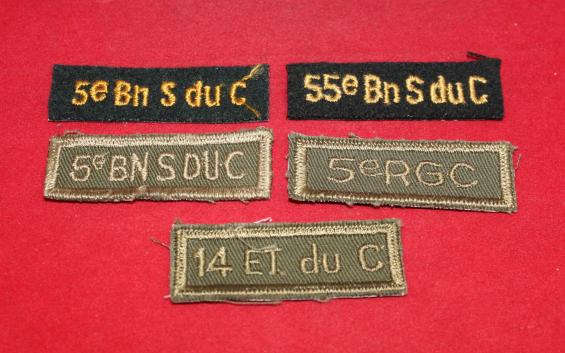 5e Bn S du C
55e Bn S du C
5e BN S DU C
5e RGC
14 ET. du C